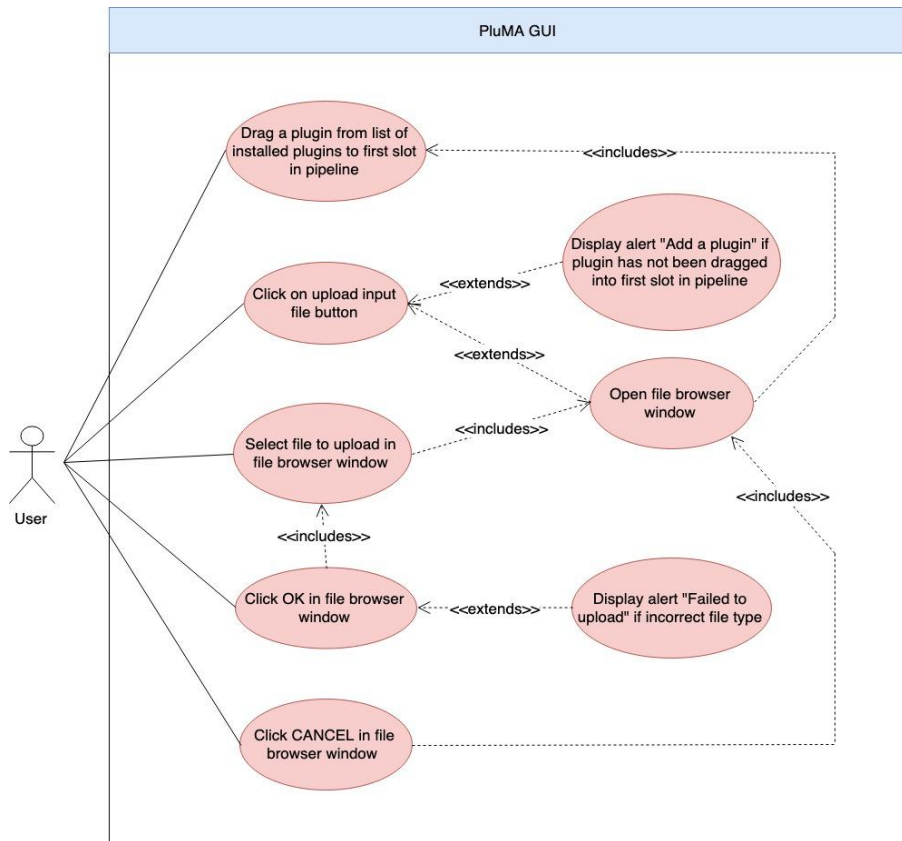 PluMA GUI
Drag a plugin from list of
installed plugins to first slot
in pipeline
<<includes>>
Display alert "Add a plugin" if
plugin has not been dragged
into first slot in pipeline
<<extends>>
Click on upload input
file button
<<extends>>
Open file browser
window
Select file to upload in
file browser window
<<includes>>
User
<<includes>>
<<includes>>
Click OK in file browser
window
<<extends>>
Display alert "Failed to
upload" if incorrect file type
Click CANCEL in file
browser window